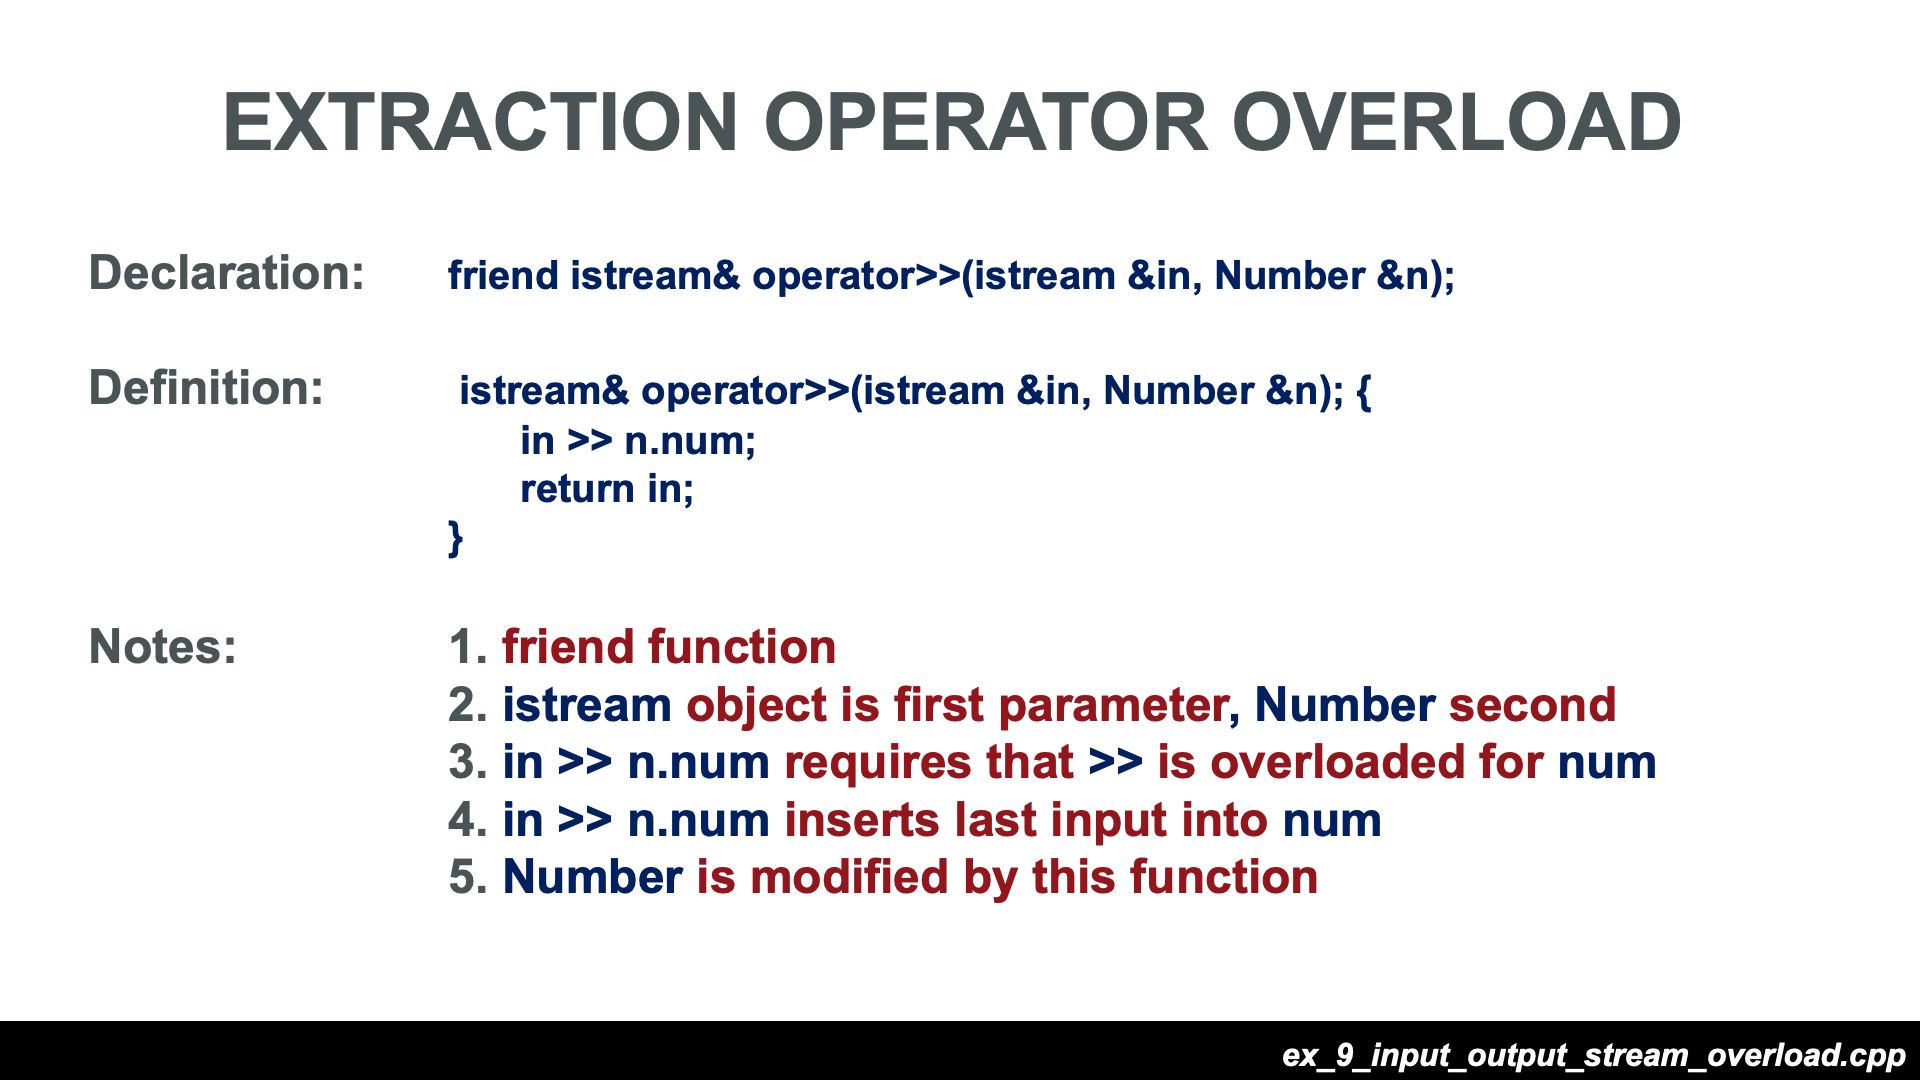 EXTRACTION OPERATOR OVERLOAD
Declaration: friend istream& operator>>(istream &in, Number &n);
Definition: istream& operator>>(istream &in, Number &n); {
in >> n.num;
return in;
}
Notes: 1. friend function
2. istream object is first parameter, Number second
3. in >> n.num requires that >> is overloaded for num
4. in >> n.num inserts last input into num
5. Number is modified by this function
ex_9_input_output_stream_overload.cpp